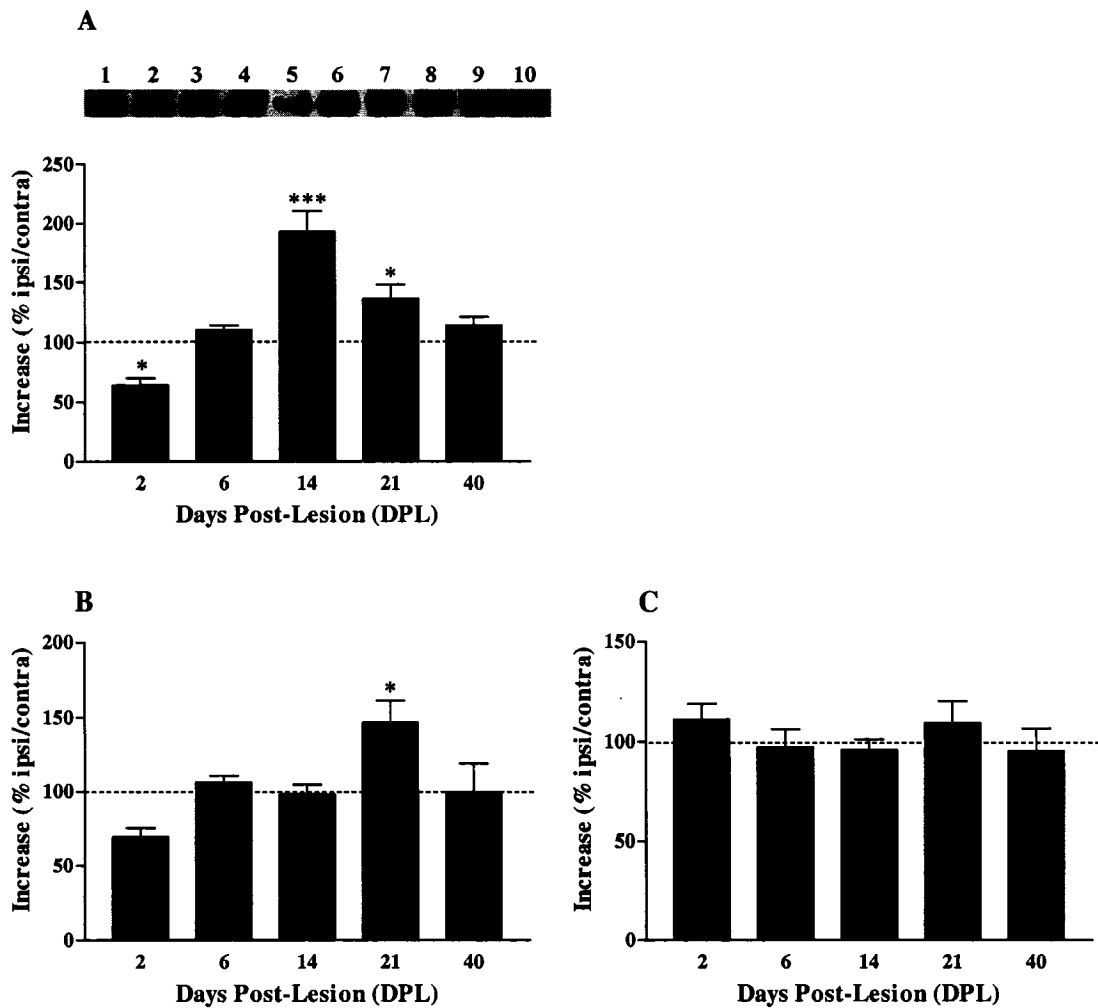 A
1 2 3 4 5 6 7 8 9 10
Increase (% ipsi/contra)
250
200
150
100
50
0
*
***
*
2 6 14 21 40
Days Post-Lesion (DPL)
B
Increase (% ipsi/contra)
200
150
100
50
0
*
2 6 14 21 40
Days Post-Lesion (DPL)
C
Increase (% ipsi/contra)
150
100
50
0
2 6 14 21 40
Days Post-Lesion (DPL)